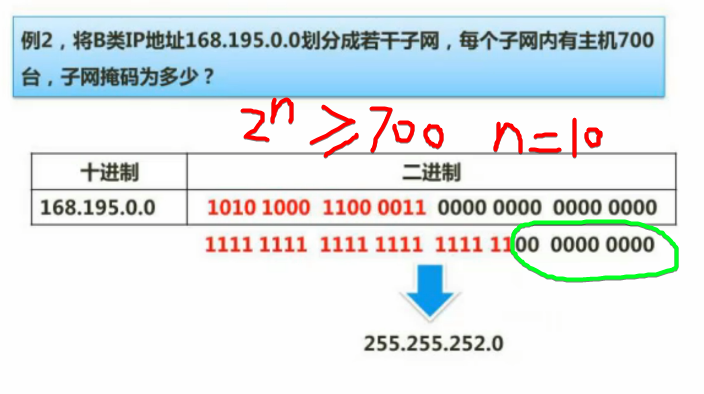 例2，将B类IP地址168.195.0.0划分成若干子网，每个子网内有主机700
台，子网掩码为多少？
2ⁿ ≥ 700 n=10
十进制 二进制
168.195.0.0 1010 1000 1100 0011 0000 0000 0000 0000
1111 1111 1111 1111 1111 1100 0000 0000
255.255.252.0